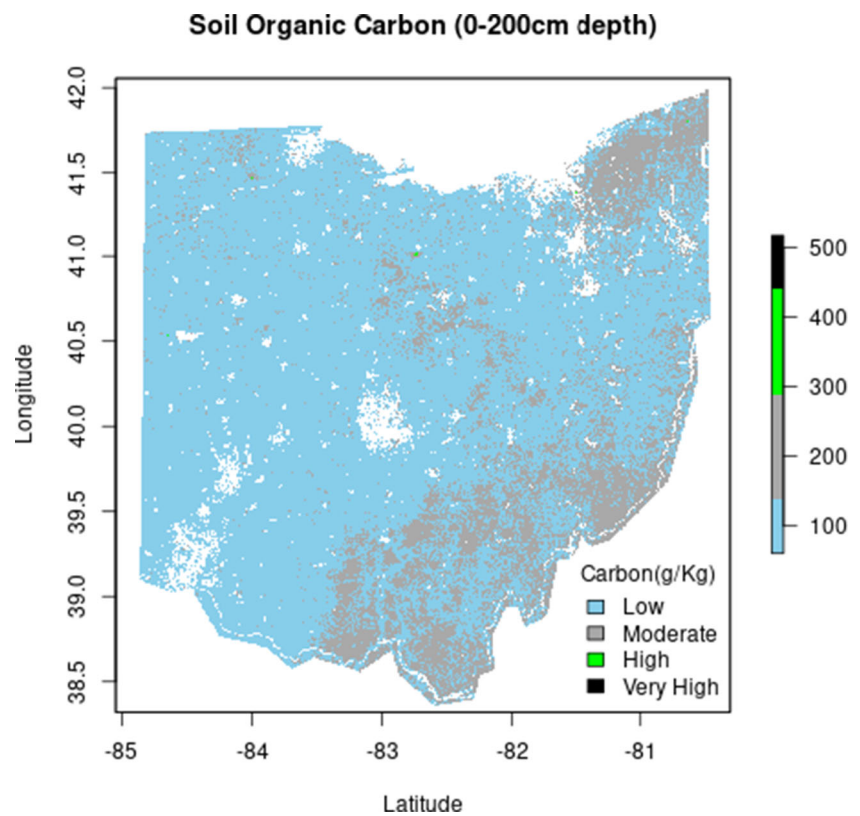 Soil Organic Carbon (0-200cm depth)
42.0
41.5
41.0
40.5
40.0
39.5
39.0
38.5
Longitude
500
400
300
200
100
Carbon(g/Kg)
Low
Moderate
High
Very High
-85
-84
-83
-82
-81
Latitude